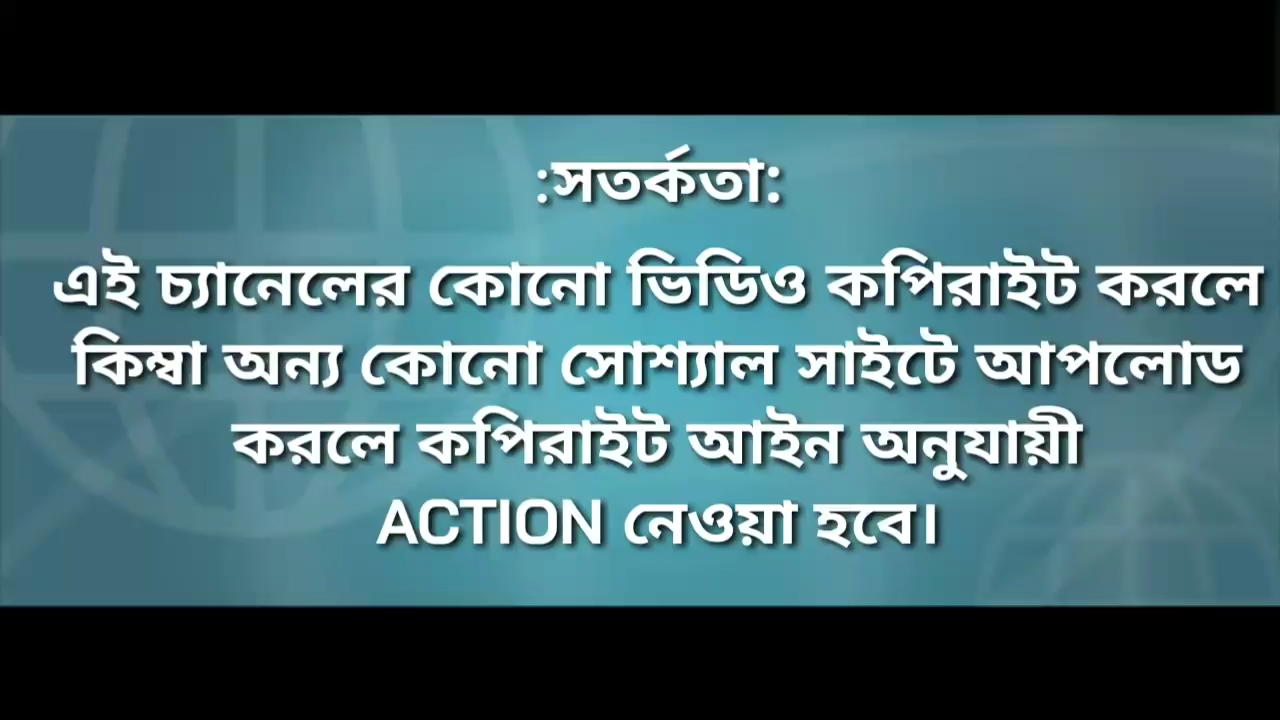 :সতর্কতা:
এই চ্যানেলের কোনো ভিডিও কপিরাইট করলে
কিম্বা অন্য কোনো সোশ্যাল সাইটে আপলোড
করলে কপিরাইট আইন অনুযায়ী
ACTION নেওয়া হবে।